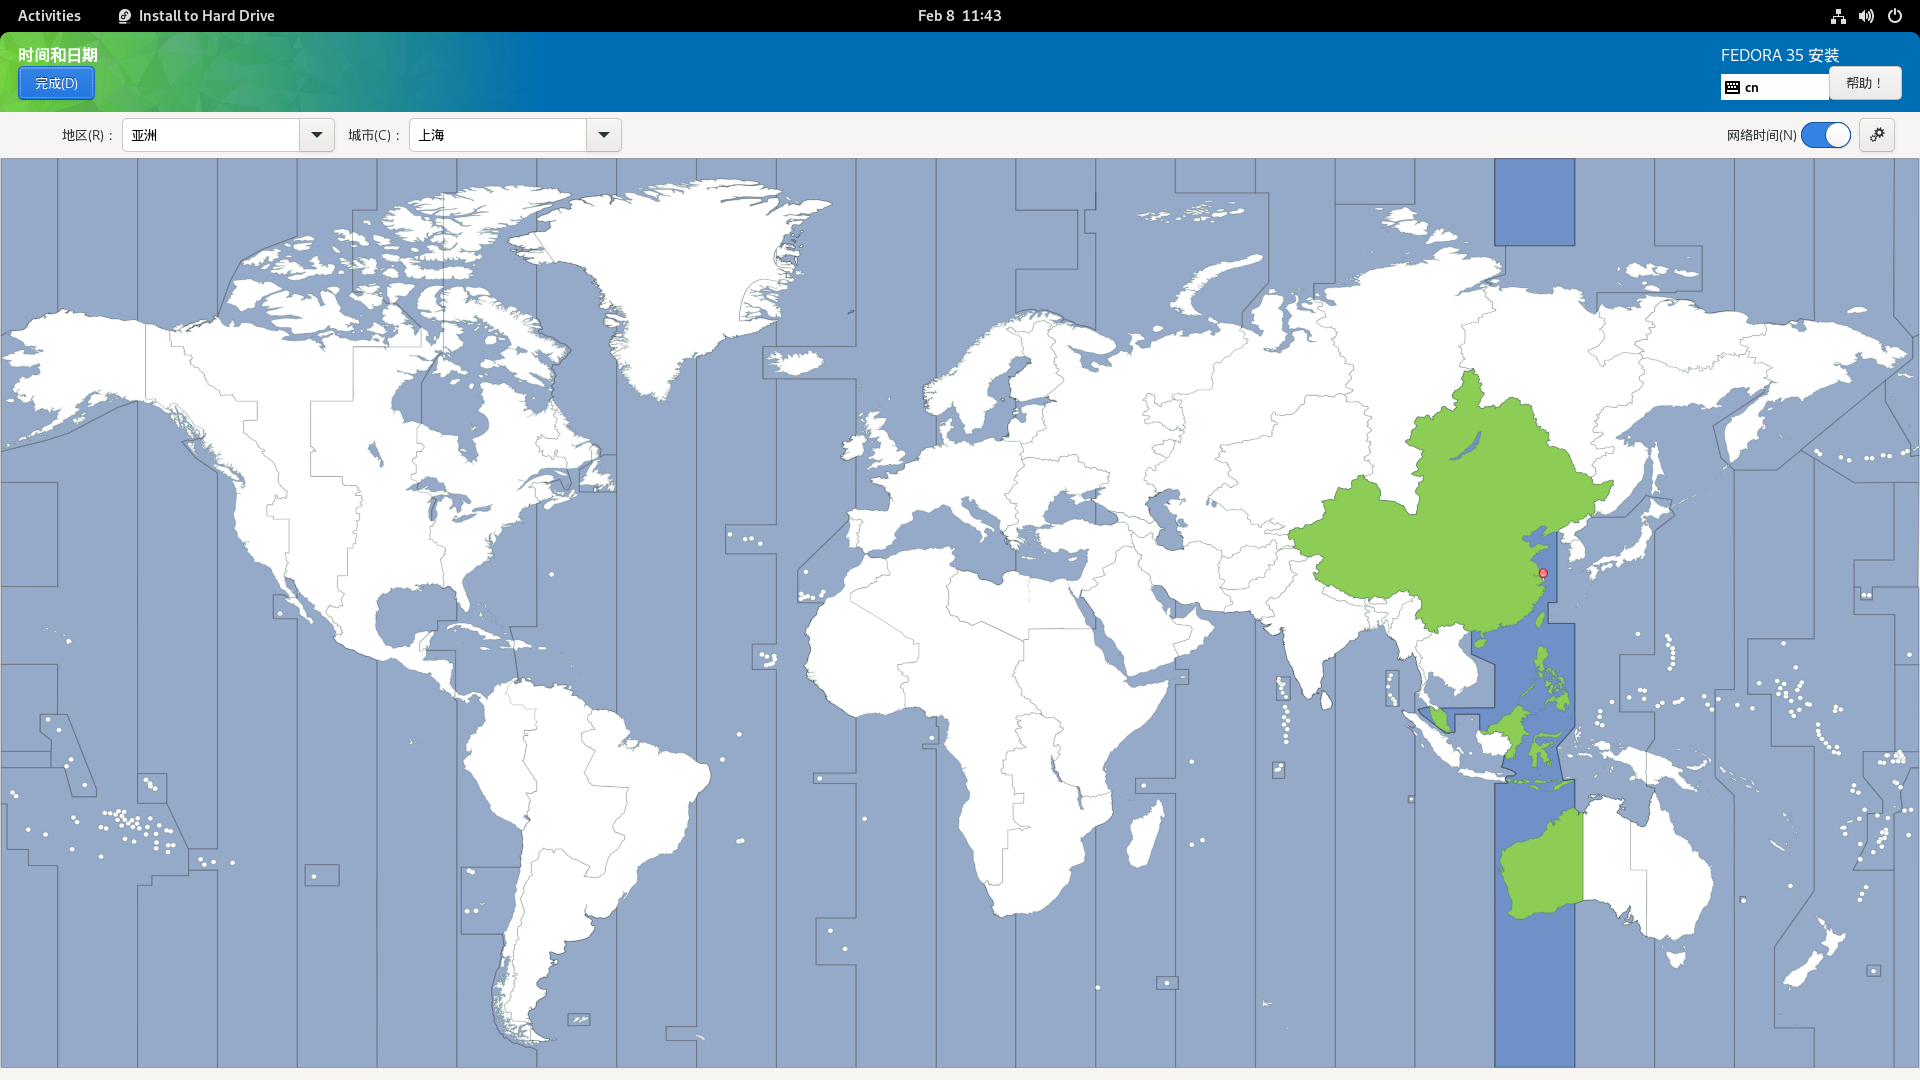 Activities
Install to Hard Drive
Feb 8 11:43
时间和日期
完成(D)
FEDORA 35 安装
cn
帮助！
地区(R)：
亚洲
城市(C)：
上海
网络时间(N)